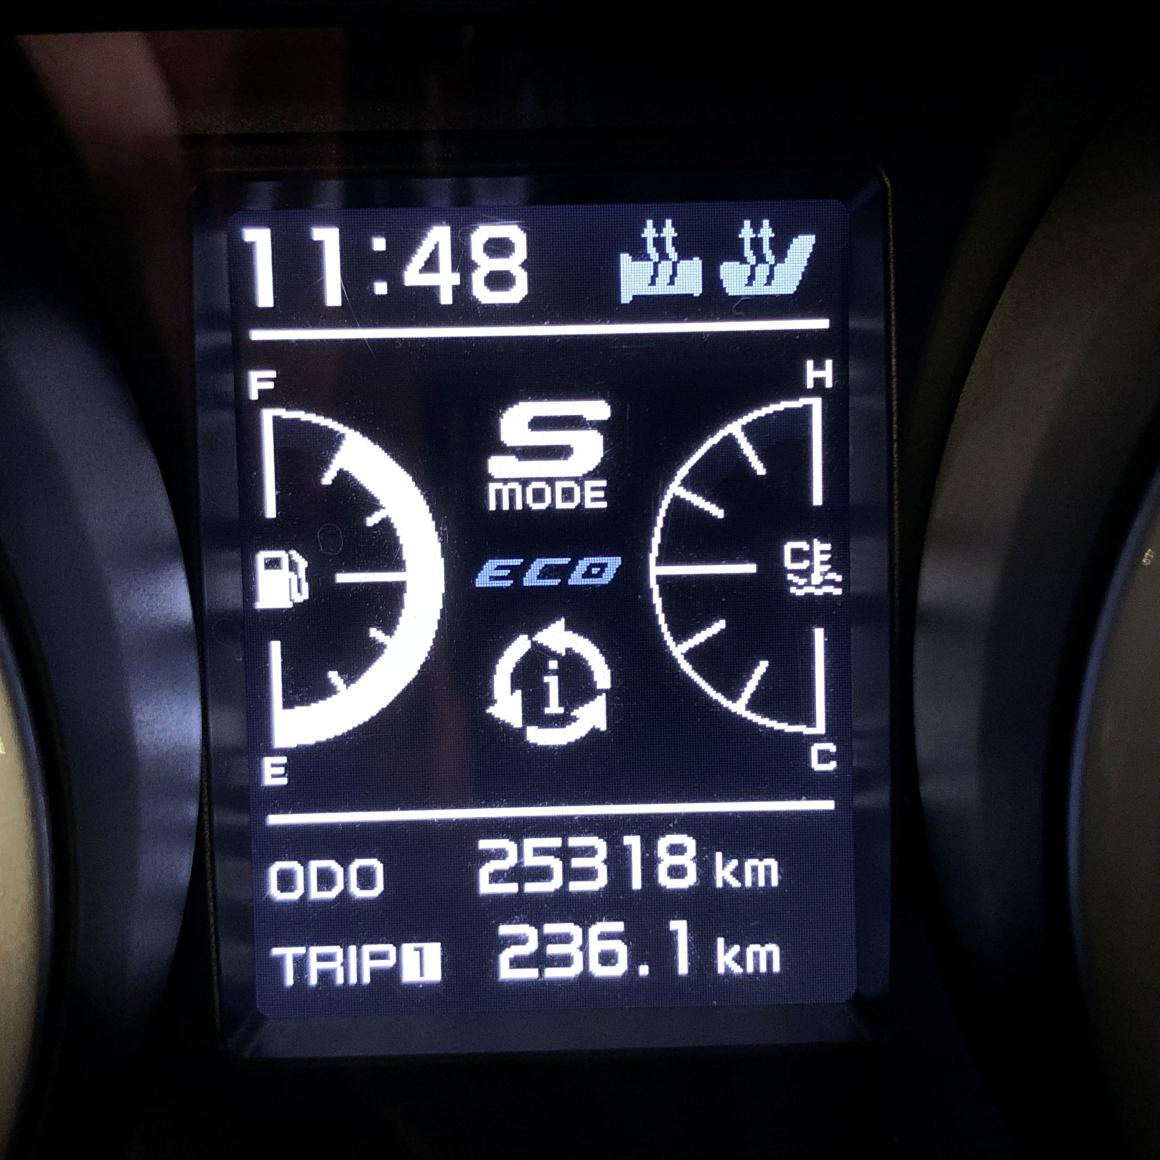 11:48
F
H
S
MODE
ECO
i
E
C
ODO 25318 km
TRIP1 236.1 km